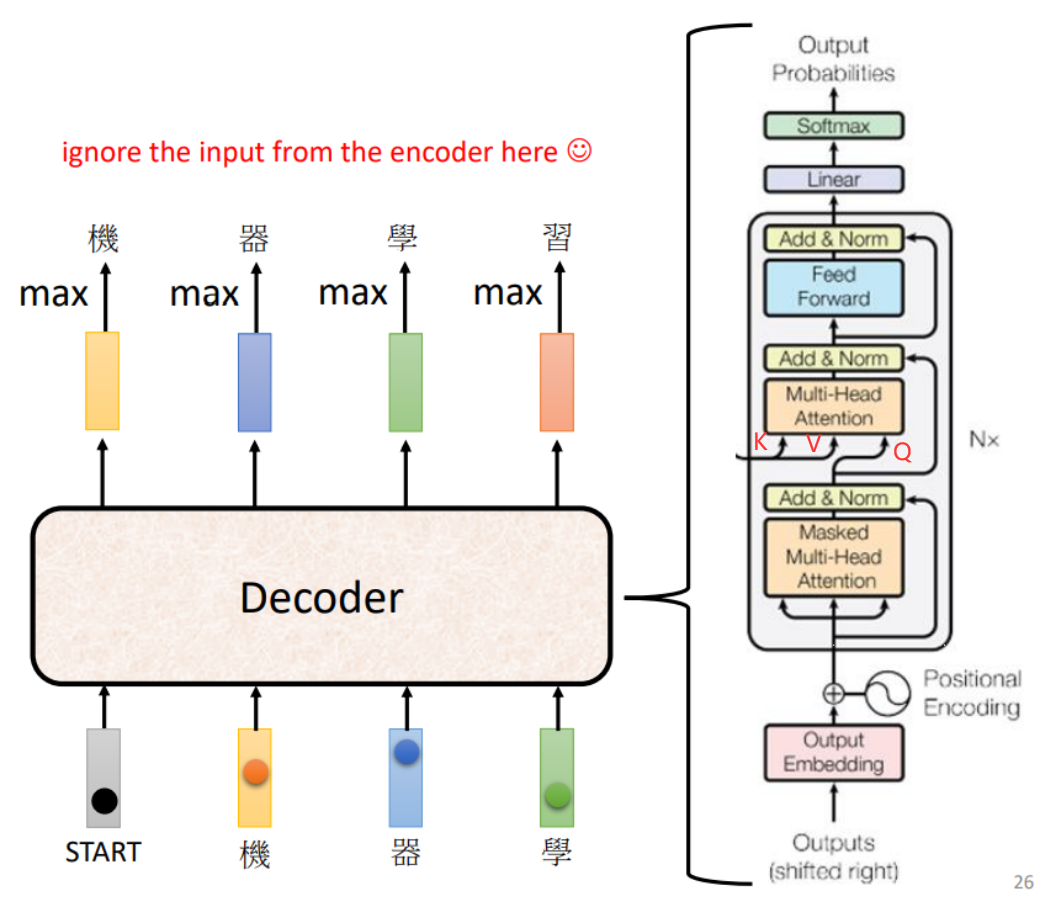 ignore the input from the encoder here ☺
機 器 學 習
max max max max
Decoder
START 機 器 學
Output
Probabilities
Softmax
Linear
Add & Norm
Feed
Forward
Add & Norm
Multi-Head
Attention
K V Q
N×
Add & Norm
Masked
Multi-Head
Attention
Positional
Encoding
Output
Embedding
Outputs
(shifted right)
26